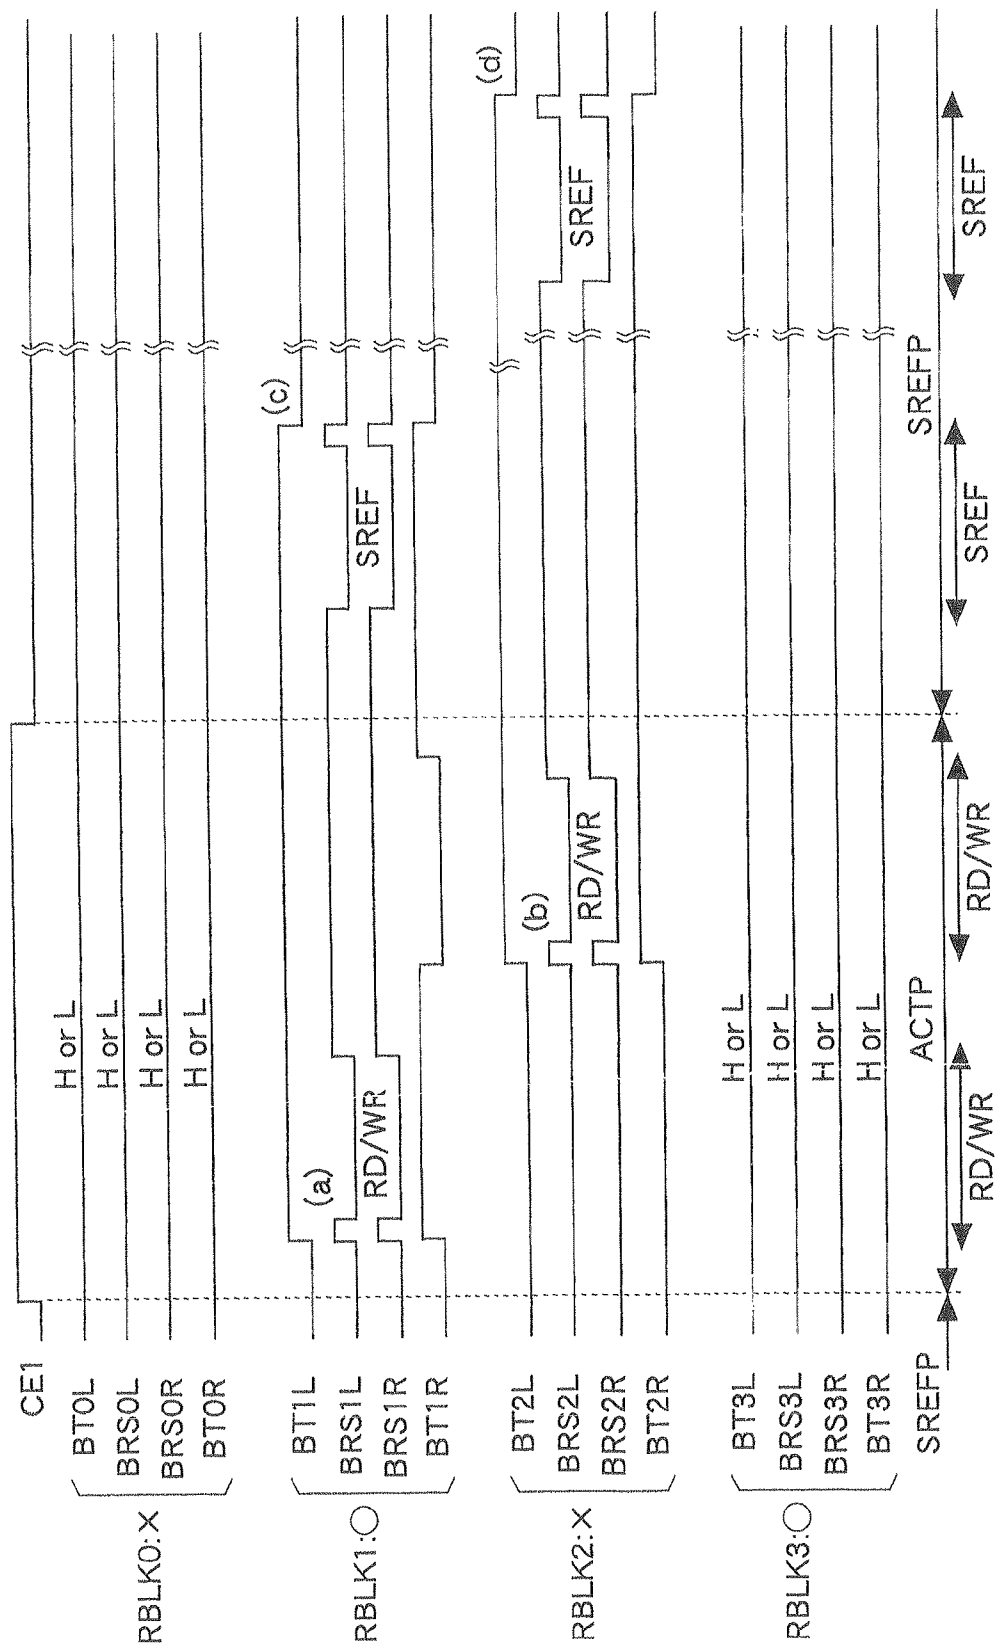 CE1
RBLK0:×
BT0L
H or L
BRS0L
H or L
BRS0R
H or L
BT0R
H or L
RBLK1:○
BT1L
(a)
(c)
BRS1L
RD/WR
SREF
BRS1R
BT1R
RBLK2:×
BT2L
(b)
(d)
BRS2L
RD/WR
SREF
BRS2R
BT2R
RBLK3:○
BT3L
H or L
BRS3L
H or L
BRS3R
H or L
BT3R
H or L
SREFP
ACTP
SREFP
RD/WR
RD/WR
SREF
SREF